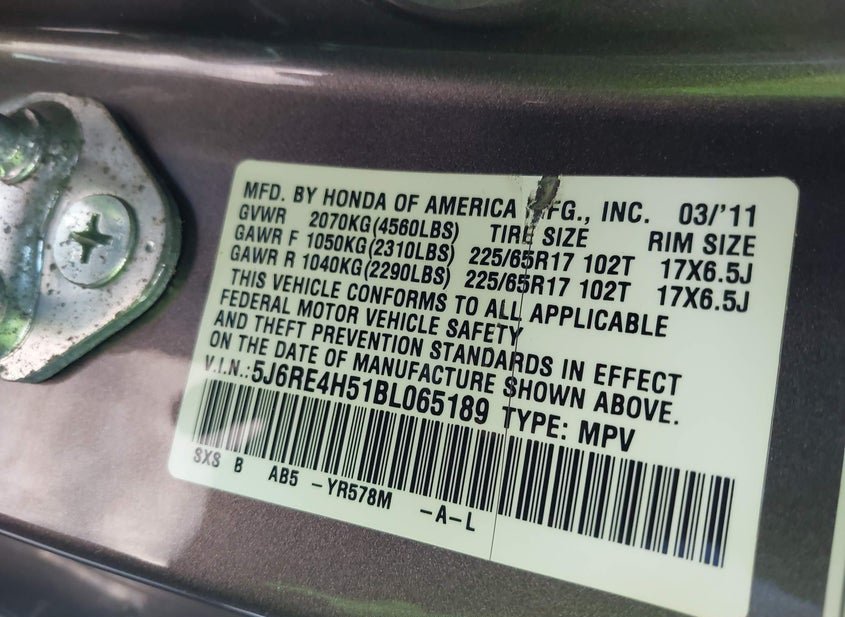 MFD. BY HONDA OF AMERICA MFG., INC. 03/'11
GVWR 2070KG(4560LBS) TIRE SIZE RIM SIZE
GAWR F 1050KG(2310LBS) 225/65R17 102T 17X6.5J
GAWR R 1040KG(2290LBS) 225/65R17 102T 17X6.5J
THIS VEHICLE CONFORMS TO ALL APPLICABLE
FEDERAL MOTOR VEHICLE SAFETY
AND THEFT PREVENTION STANDARDS IN EFFECT
ON THE DATE OF MANUFACTURE SHOWN ABOVE.
V.I.N.:5J6RE4H51BL065189 TYPE: MPV
SXS B AB5 -YR578M -A-L